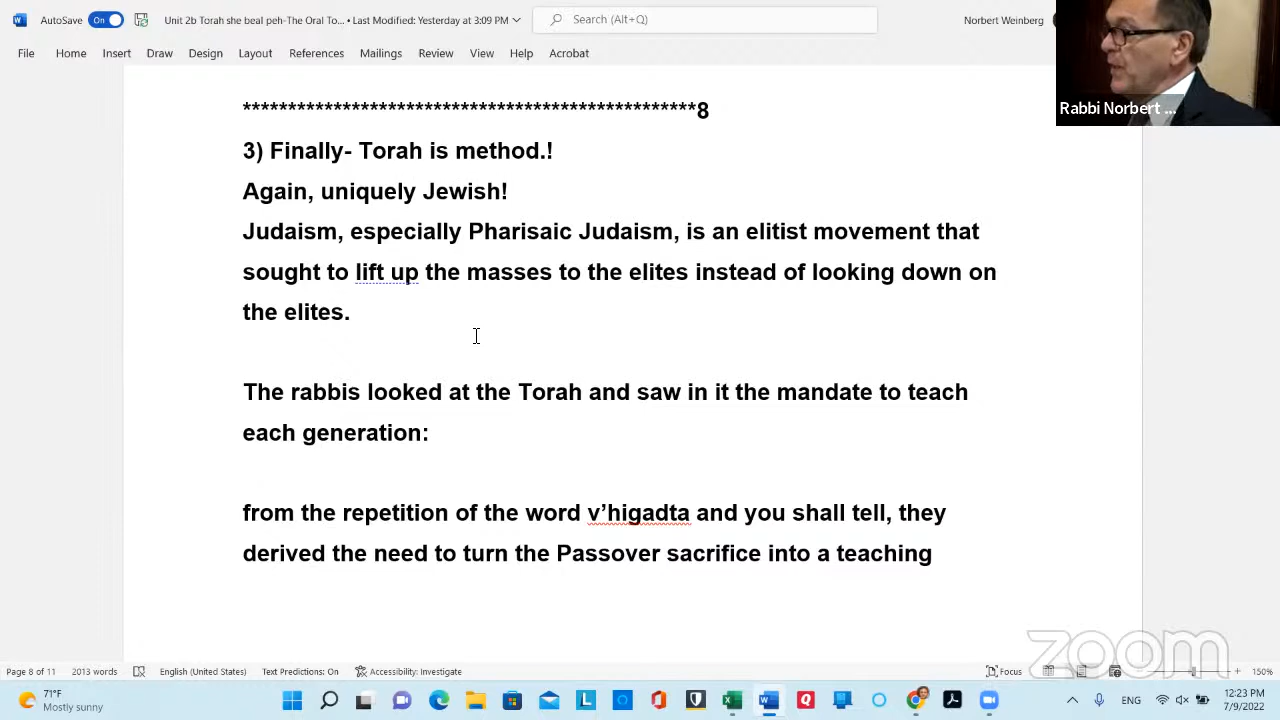 AutoSave On Unit 2b Torah she beal peh-The Oral To... • Last Modified: Yesterday at 3:09 PM Search (Alt+Q) Norbert Weinberg
File Home Insert Draw Design Layout References Mailings Review View Help Acrobat
Rabbi Norbert ...
**************************************************8
3) Finally- Torah is method.!
Again, uniquely Jewish!
Judaism, especially Pharisaic Judaism, is an elitist movement that
sought to lift up the masses to the elites instead of looking down on
the elites.
The rabbis looked at the Torah and saw in it the mandate to teach
each generation:
from the repetition of the word v’higadta and you shall tell, they
derived the need to turn the Passover sacrifice into a teaching
zoom
Page 8 of 11 2013 words English (United States) Text Predictions: On Accessibility: Investigate Focus 150%
71°F
Mostly sunny
ENG
12:23 PM
7/9/2022